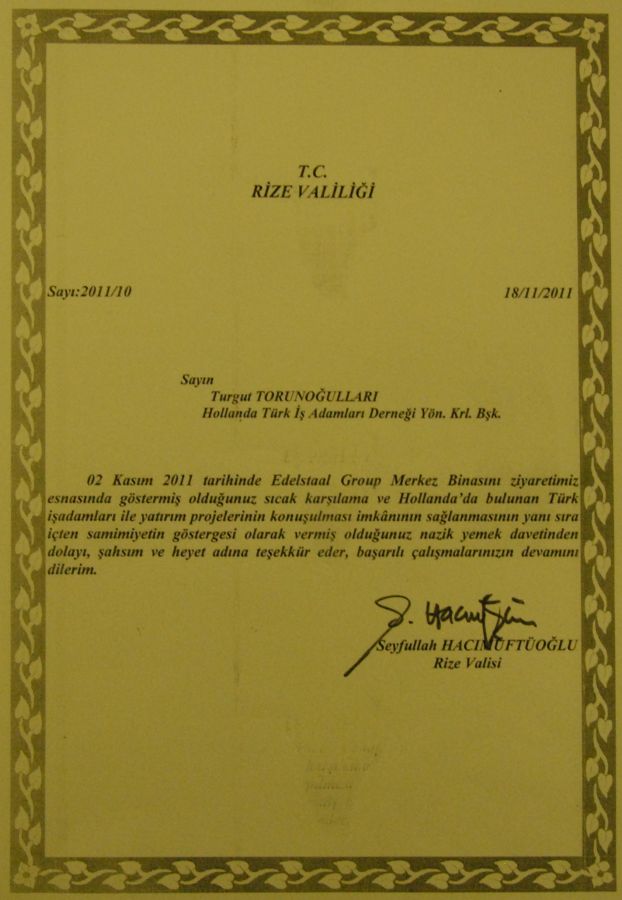 T.C.
RİZE VALİLİĞİ
Sayı:2011/10 18/11/2011
Sayın
Turgut TORUNOĞULLARI
Hollanda Türk İş Adamları Derneği Yön. Krl. Bşk.
02 Kasım 2011 tarihinde Edelstaal Group Merkez Binasını ziyaretimiz
esnasında göstermiş olduğunuz sıcak karşılama ve Hollanda'da bulunan Türk
işadamları ile yatırım projelerinin konuşulması imkânının sağlanmasının yanı sıra
içten samimiyetin göstergesi olarak vermiş olduğunuz nazik yemek davetinden
dolayı, şahsım ve heyet adına teşekkür eder, başarılı çalışmalarınızın devamını
dilerim.
Seyfullah HACIMÜFTÜOĞLU
Rize Valisi